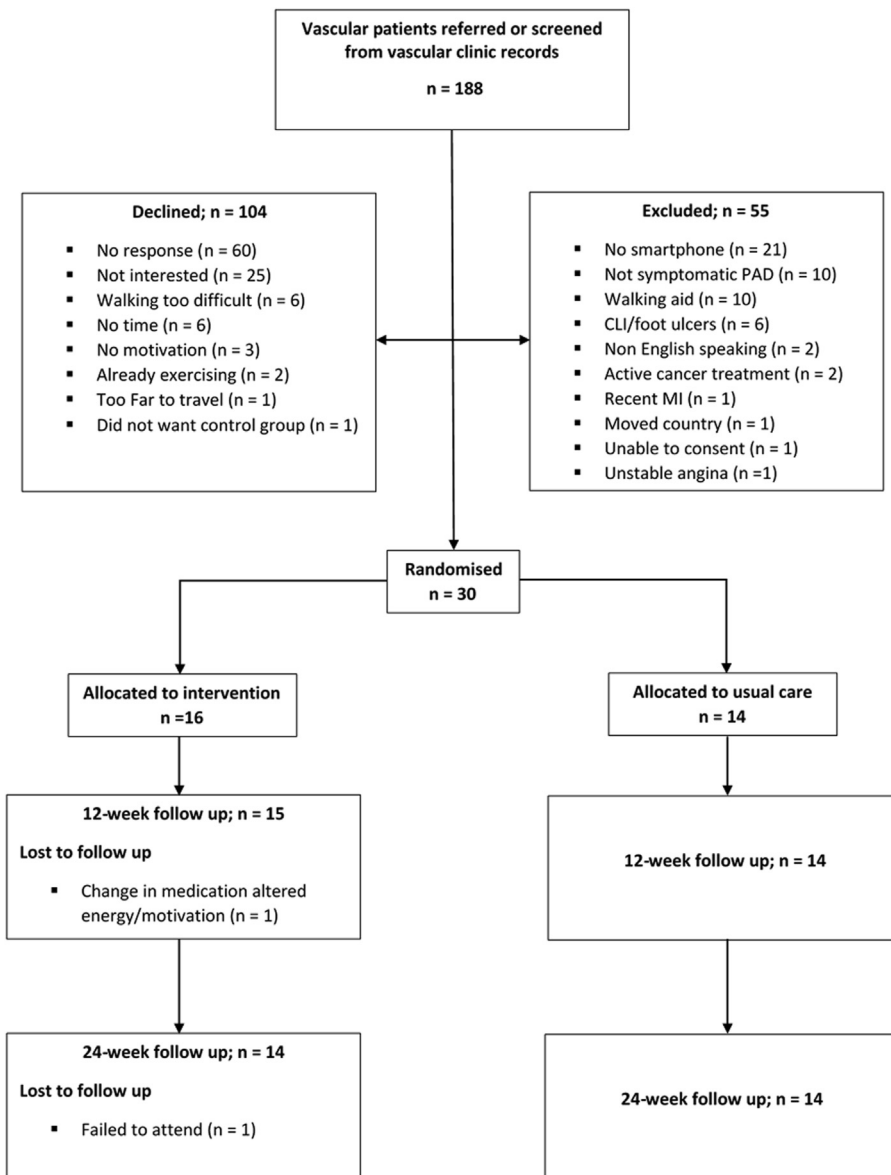 Vascular patients referred or screened
from vascular clinic records
n = 188
Declined; n = 104
▪ No response (n = 60)
▪ Not interested (n = 25)
▪ Walking too difficult (n = 6)
▪ No time (n = 6)
▪ No motivation (n = 3)
▪ Already exercising (n = 2)
▪ Too Far to travel (n = 1)
▪ Did not want control group (n = 1)
Excluded; n = 55
▪ No smartphone (n = 21)
▪ Not symptomatic PAD (n = 10)
▪ Walking aid (n = 10)
▪ CLI/foot ulcers (n = 6)
▪ Non English speaking (n = 2)
▪ Active cancer treatment (n = 2)
▪ Recent MI (n = 1)
▪ Moved country (n = 1)
▪ Unable to consent (n = 1)
▪ Unstable angina (n =1)
Randomised
n = 30
Allocated to intervention
n =16
Allocated to usual care
n = 14
12-week follow up; n = 15
Lost to follow up
▪ Change in medication altered
energy/motivation (n = 1)
12-week follow up; n = 14
24-week follow up; n = 14
Lost to follow up
▪ Failed to attend (n = 1)
24-week follow up; n = 14